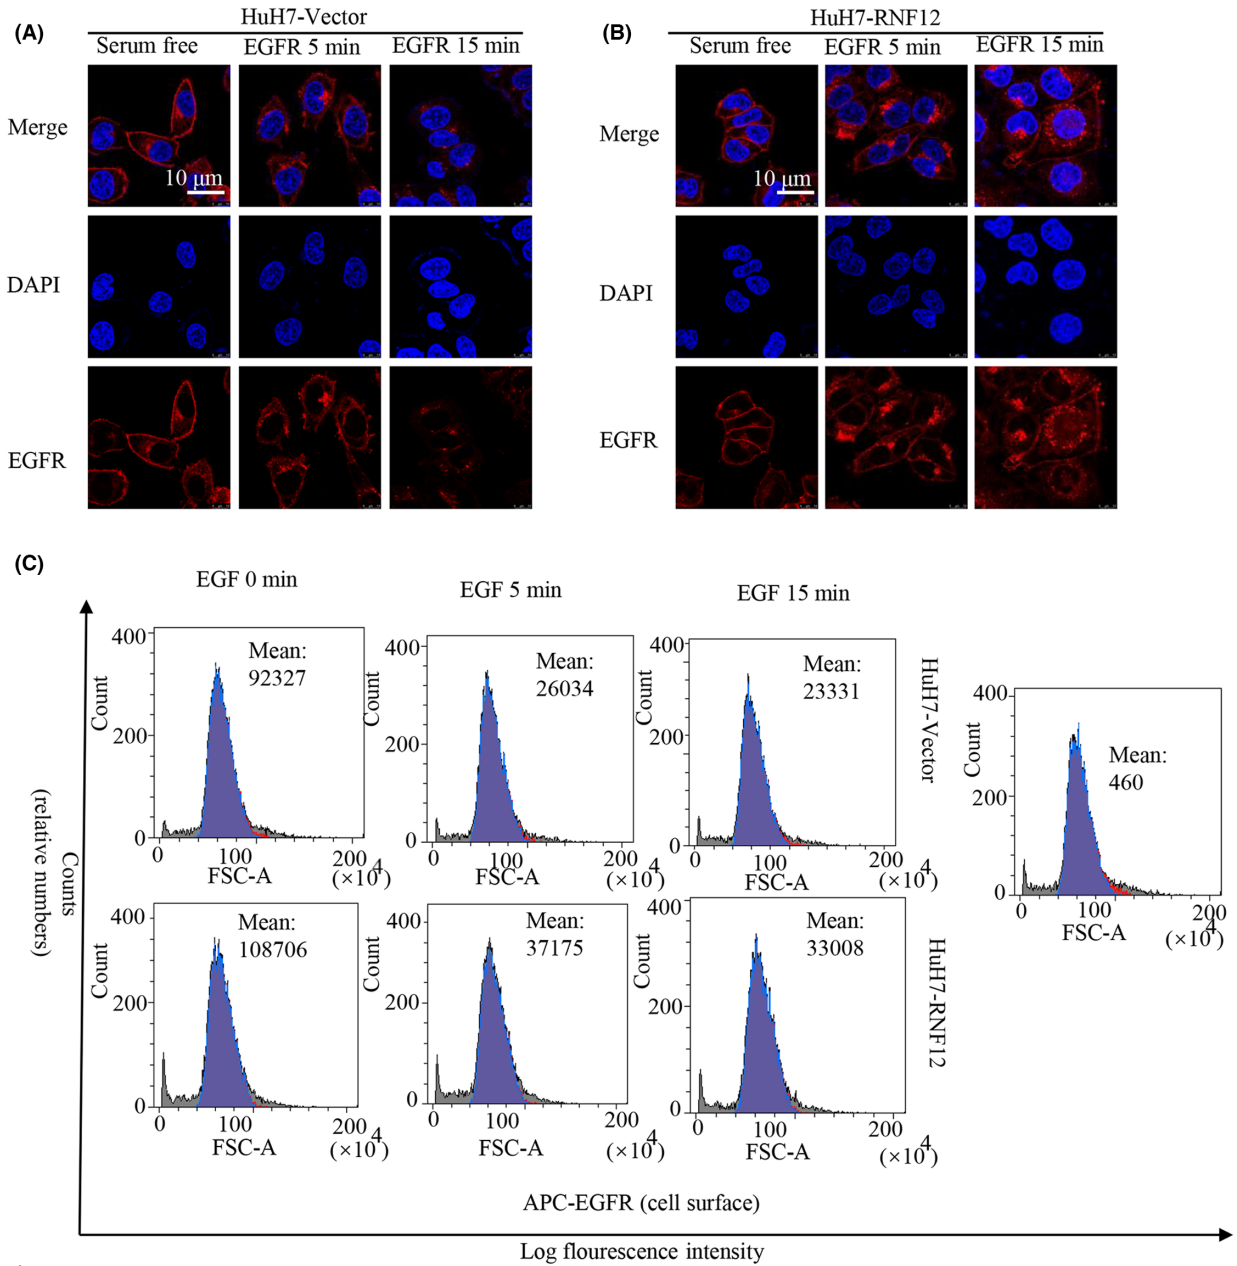 (A)
HuH7-Vector
Serum free
EGFR 5 min
EGFR 15 min
Merge
10 µm
DAPI
EGFR
(B)
HuH7-RNF12
Serum free
EGFR 5 min
EGFR 15 min
Merge
10 µm
DAPI
EGFR
(C)
EGF 0 min
EGF 5 min
EGF 15 min
Counts
(relative numbers)
400
200
0
Count
Mean:
92327
0
100
200
FSC-A
(×10⁴)
400
200
0
Count
Mean:
26034
0
100
200
FSC-A
(×10⁴)
400
200
0
Count
Mean:
23331
0
100
200
FSC-A
(×10⁴)
HuH7-Vector
400
200
0
Count
Mean:
460
0
100
200
FSC-A
(×10⁴)
400
200
0
Count
Mean:
108706
0
100
200
FSC-A
(×10⁴)
400
200
0
Count
Mean:
37175
0
100
200
FSC-A
(×10⁴)
400
200
0
Count
Mean:
33008
0
100
200
FSC-A
(×10⁴)
HuH7-RNF12
APC-EGFR (cell surface)
Log flourescence intensity